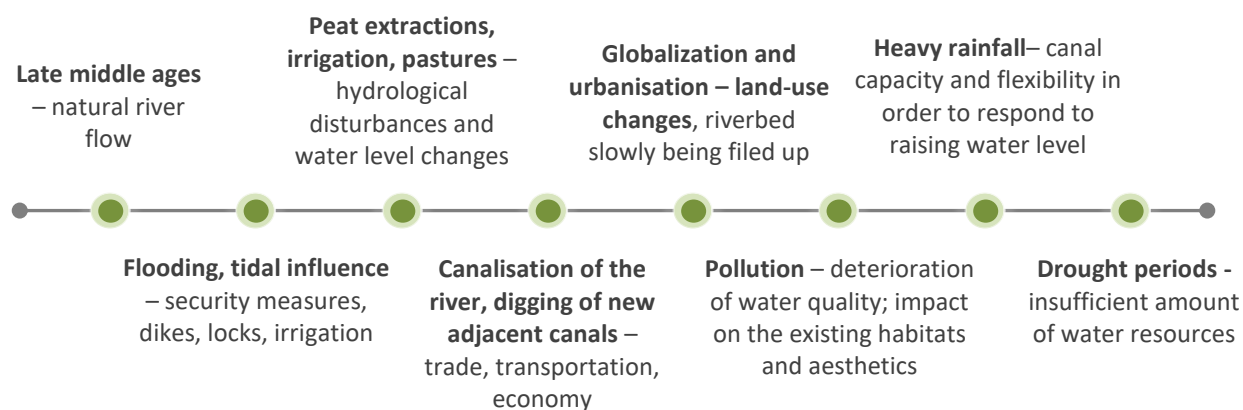 Late middle ages
– natural river
flow
Flooding, tidal influence
– security measures,
dikes, locks, irrigation
Peat extractions,
irrigation, pastures –
hydrological
disturbances and
water level changes
Canalisation of the
river, digging of new
adjacent canals –
trade, transportation,
economy
Globalization and
urbanisation – land-use
changes, riverbed
slowly being filed up
Pollution – deterioration
of water quality; impact
on the existing habitats
and aesthetics
Heavy rainfall– canal
capacity and flexibility in
order to respond to
raising water level
Drought periods -
insufficient amount
of water resources